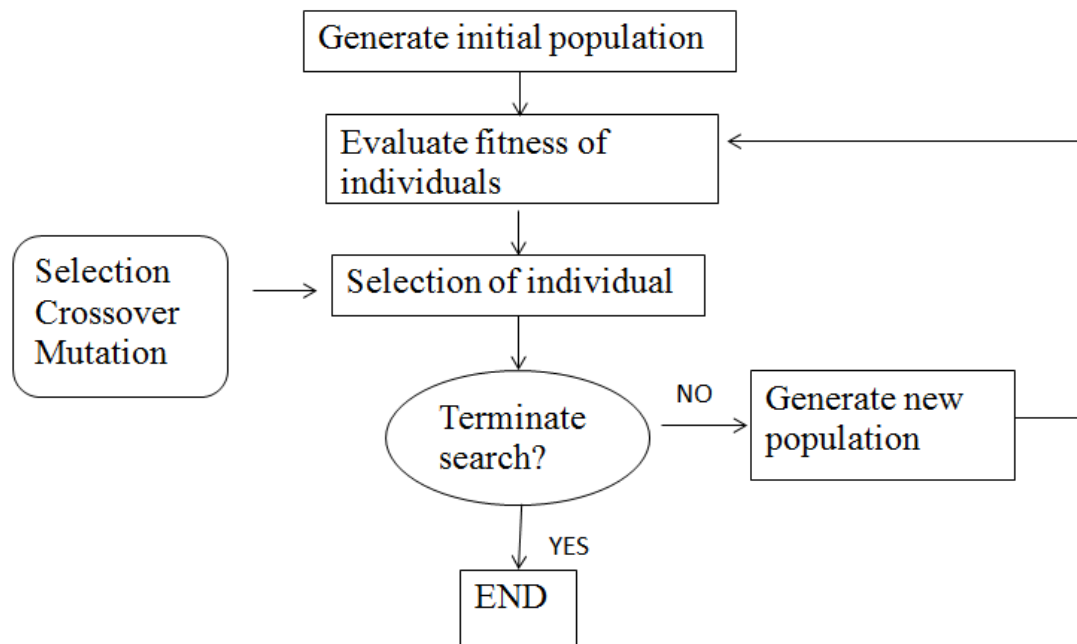 Generate initial population
Evaluate fitness of
individuals
Selection
Crossover
Mutation
Selection of individual
Terminate
search?
NO
Generate new
population
YES
END